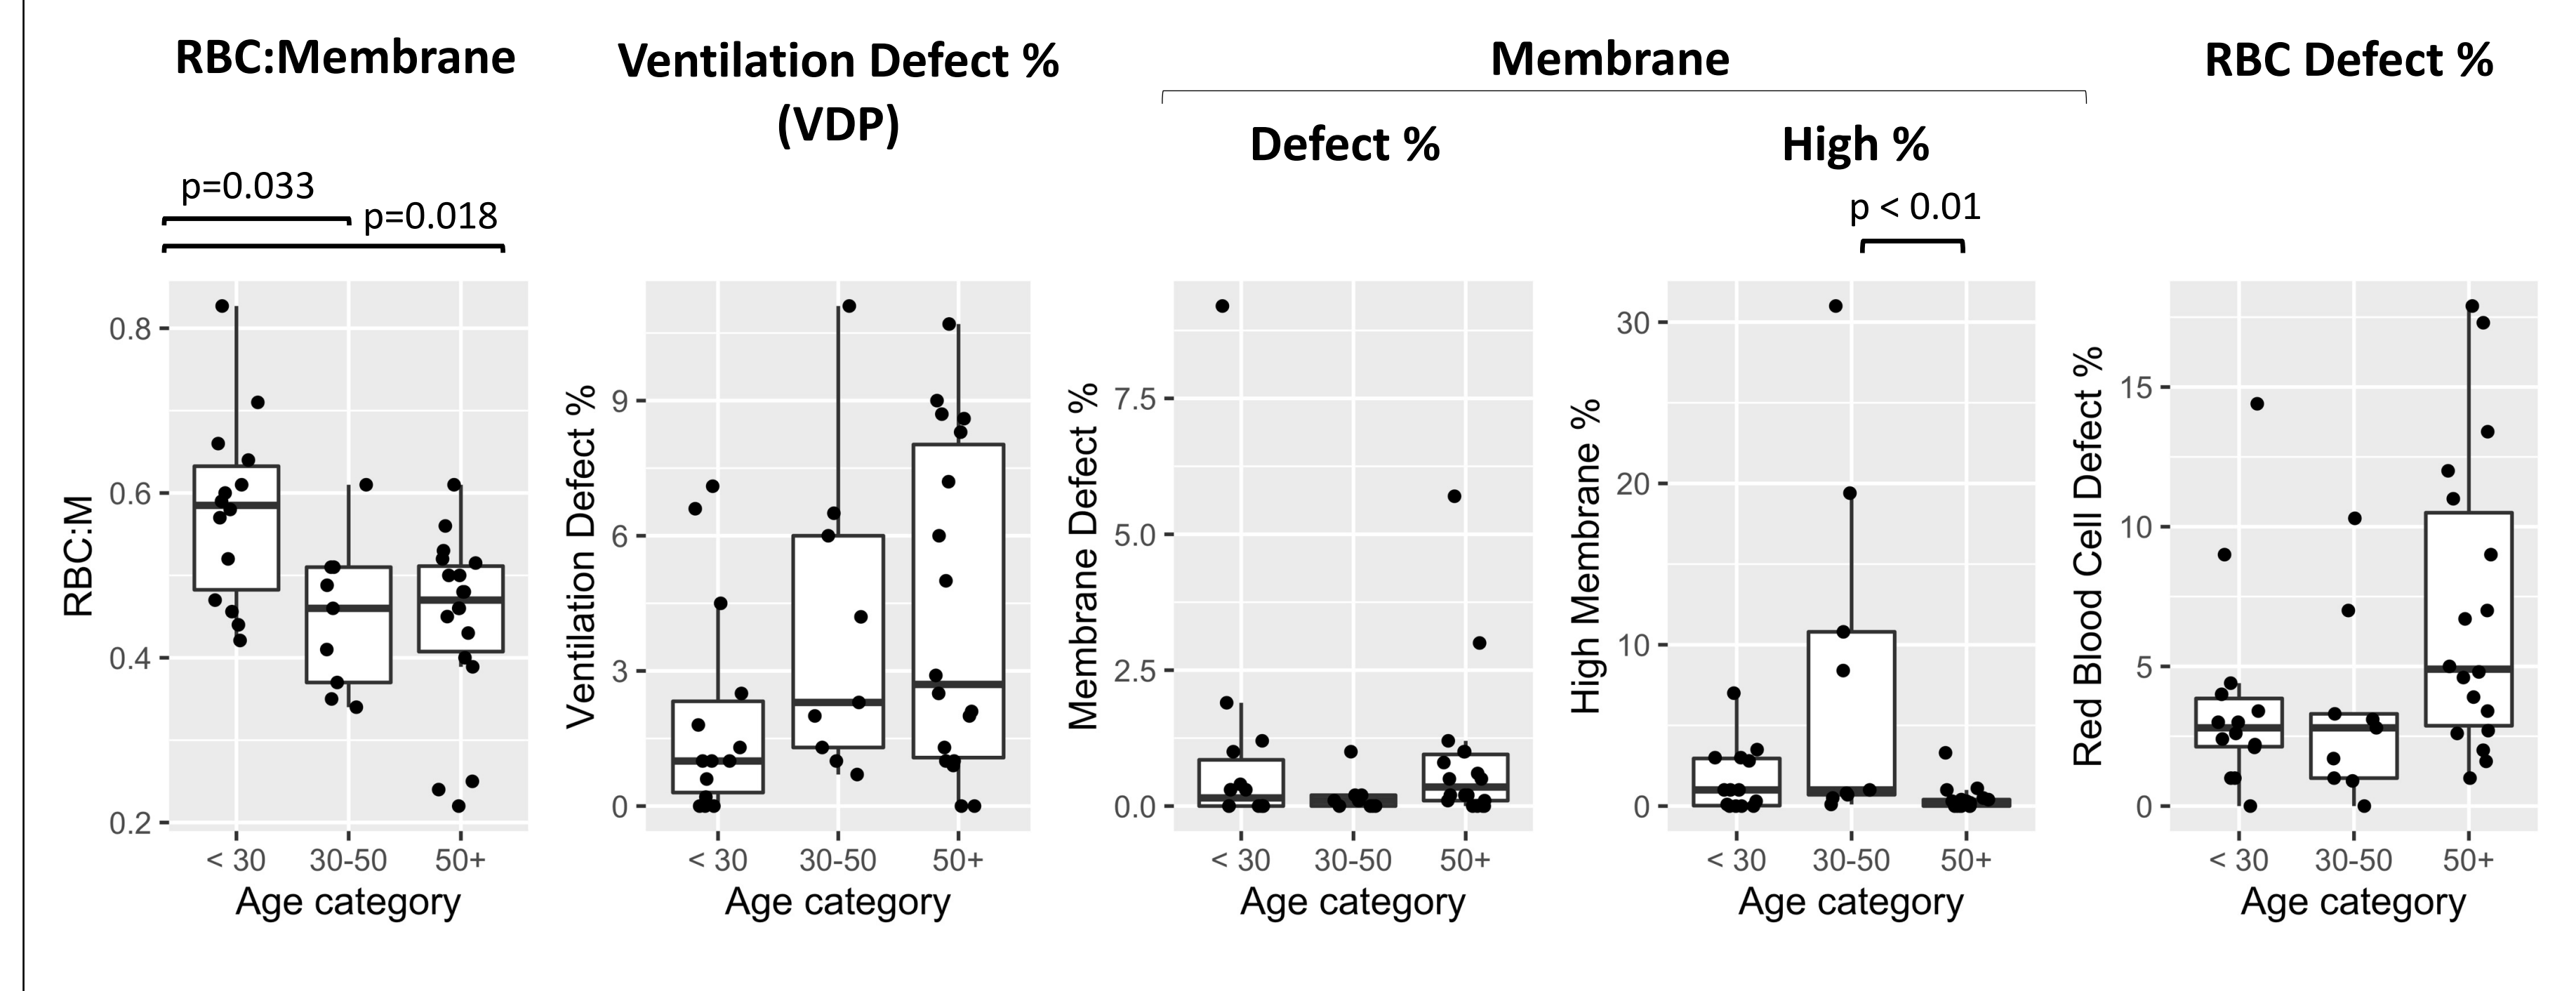 RBC:Membrane
Ventilation Defect %
(VDP)
Membrane
Defect %
High %
RBC Defect %
p=0.033
p=0.018
p < 0.01
RBC:M
0.8
0.6
0.4
0.2
< 30 30-50 50+
Age category
Ventilation Defect %
9
6
3
0
< 30 30-50 50+
Age category
Membrane Defect %
7.5
5.0
2.5
0.0
< 30 30-50 50+
Age category
High Membrane %
30
20
10
0
< 30 30-50 50+
Age category
Red Blood Cell Defect %
15
10
5
0
< 30 30-50 50+
Age category